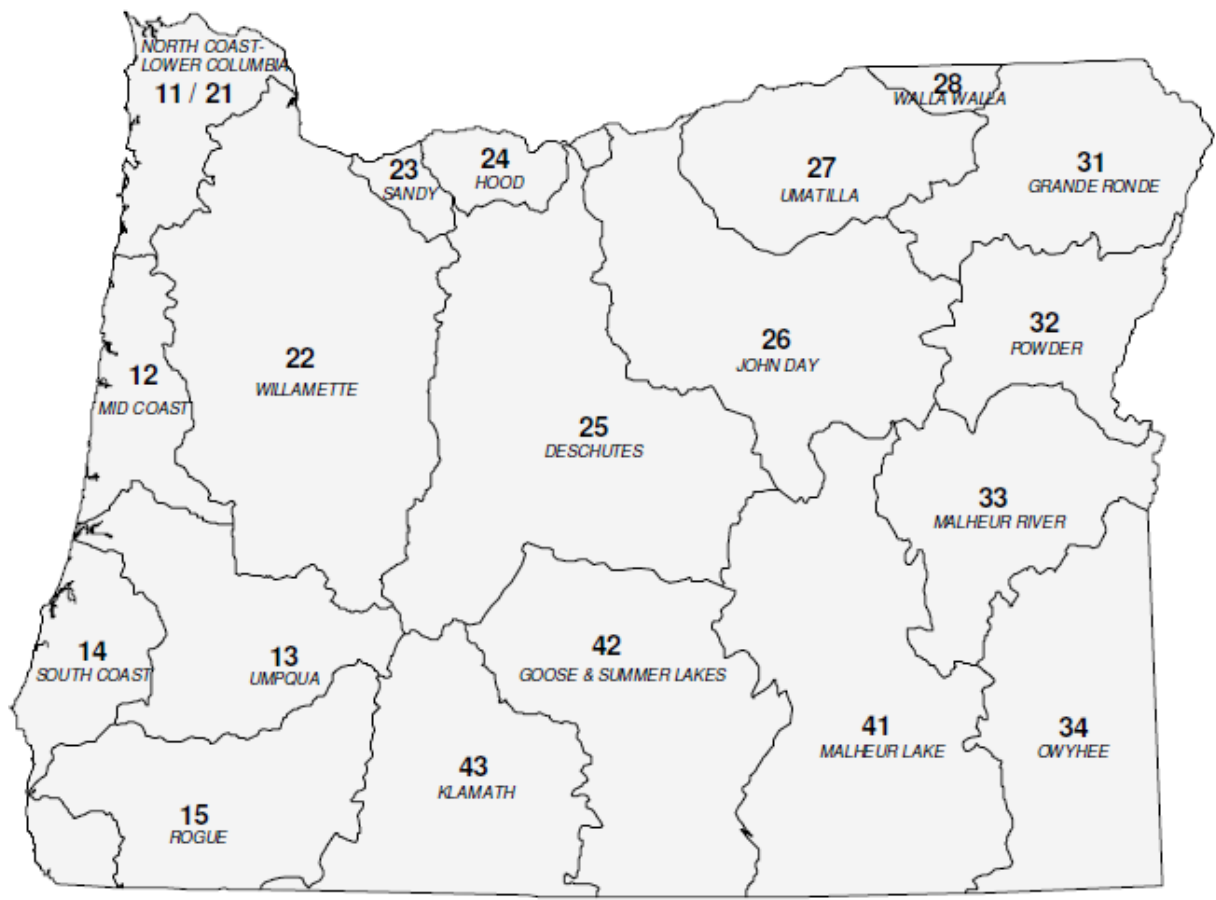 NORTH COAST-
LOWER COLUMBIA
11 / 21
28
WALLA WALLA
23
SANDY
24
HOOD
27
UMATILLA
31
GRANDE RONDE
12
MID COAST
22
WILLAMETTE
26
JOHN DAY
32
POWDER
25
DESCHUTES
33
MALHEUR RIVER
14
SOUTH COAST
13
UMPQUA
42
GOOSE & SUMMER LAKES
41
MALHEUR LAKE
34
OWYHEE
43
KLAMATH
15
ROGUE